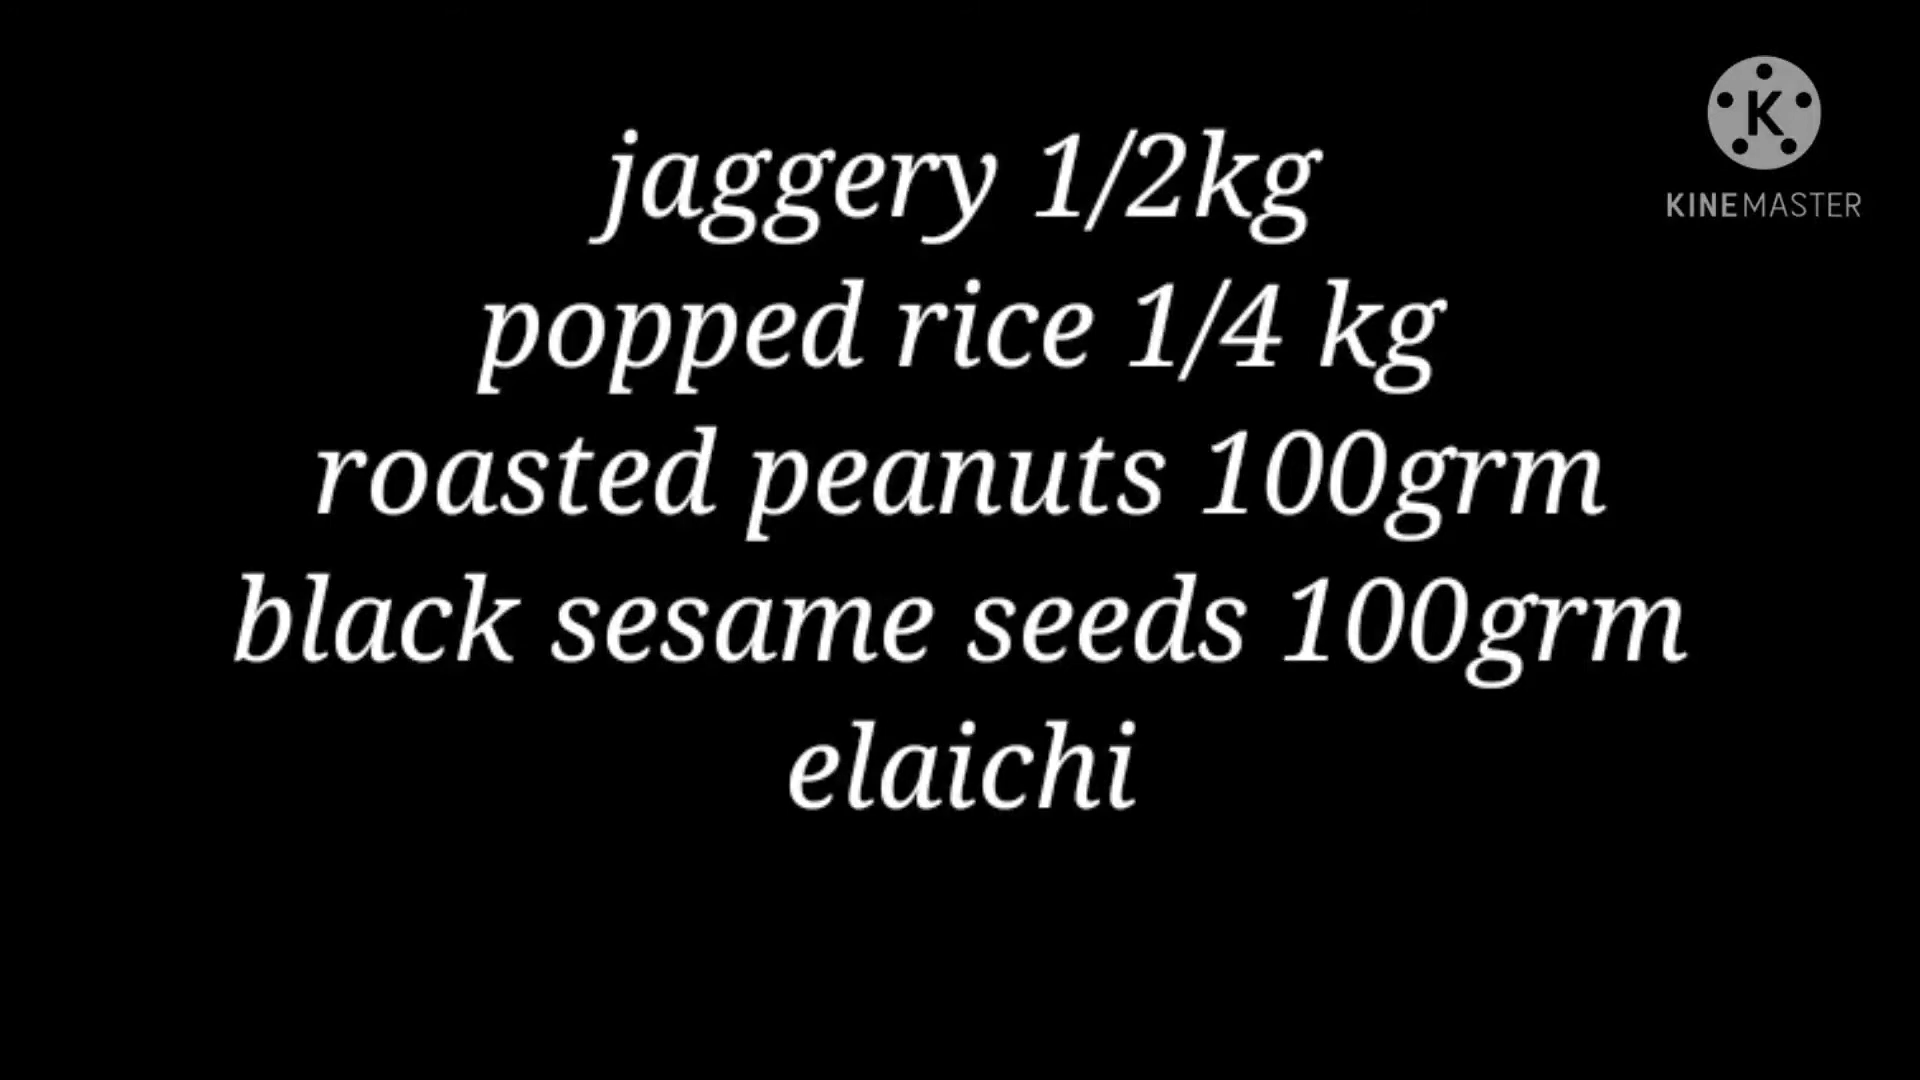 K
KINEMASTER
jaggery 1/2kg
popped rice 1/4 kg
roasted peanuts 100grm
black sesame seeds 100grm
elaichi